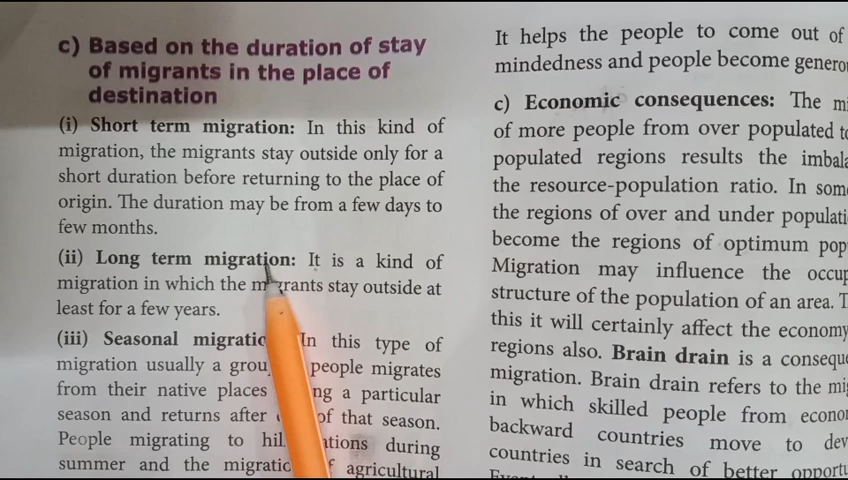 c) Based on the duration of stay
of migrants in the place of
destination
(i) Short term migration: In this kind of
migration, the migrants stay outside only for a
short duration before returning to the place of
origin. The duration may be from a few days to
few months.
(ii) Long term migration: It is a kind of
migration in which the migrants stay outside at
least for a few years.
(iii) Seasonal In this type of
migration usually a people migrates
from their native places a particular
season and returns after of that season.
People migrating to during
summer and the agricultural
It helps the people to come out of
mindedness and people become
c) Economic consequences: The
of more people from over populated
populated regions results the
the resource-population ratio. In
the regions of over and under
become the regions of optimum
Migration may influence the
structure of the population of an area.
this it will certainly affect the economy
regions also. Brain drain is a
migration. Brain drain refers to the
in which skilled people from
backward countries move to
countries in search of better